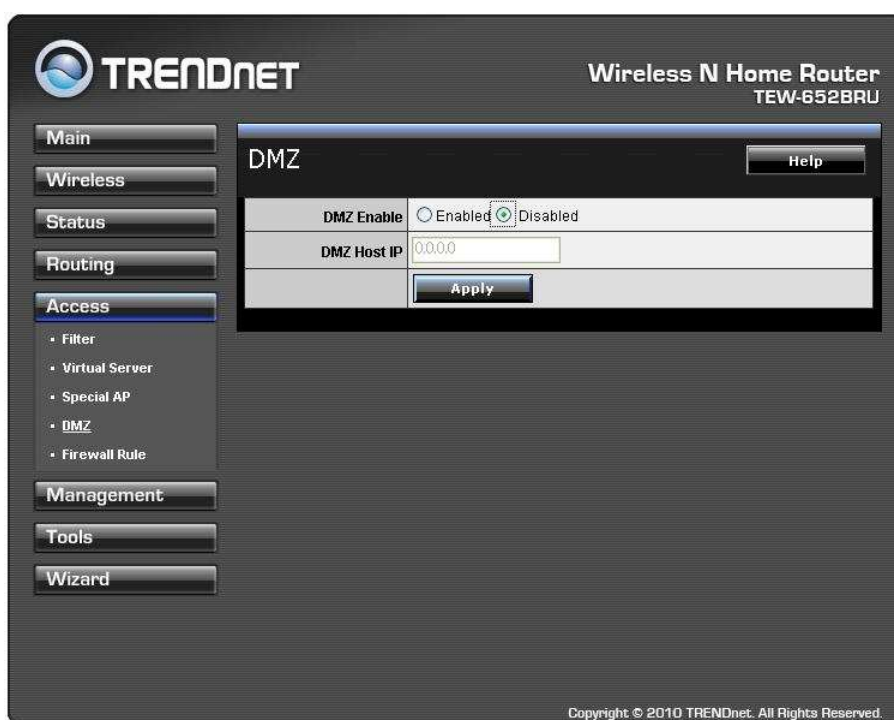 TRENDNET
Wireless N Home Router
TEW-652BRU
Main
Wireless
Status
Routing
Access
Filter
Virtual Server
Special AP
DMZ
Firewall Rule
Management
Tools
Wizard
DMZ
Help
DMZ Enable Enabled Disabled
DMZ Host IP 0.0.0.0
Apply
Copyright © 2010 TRENDnet. All Rights Reserved.